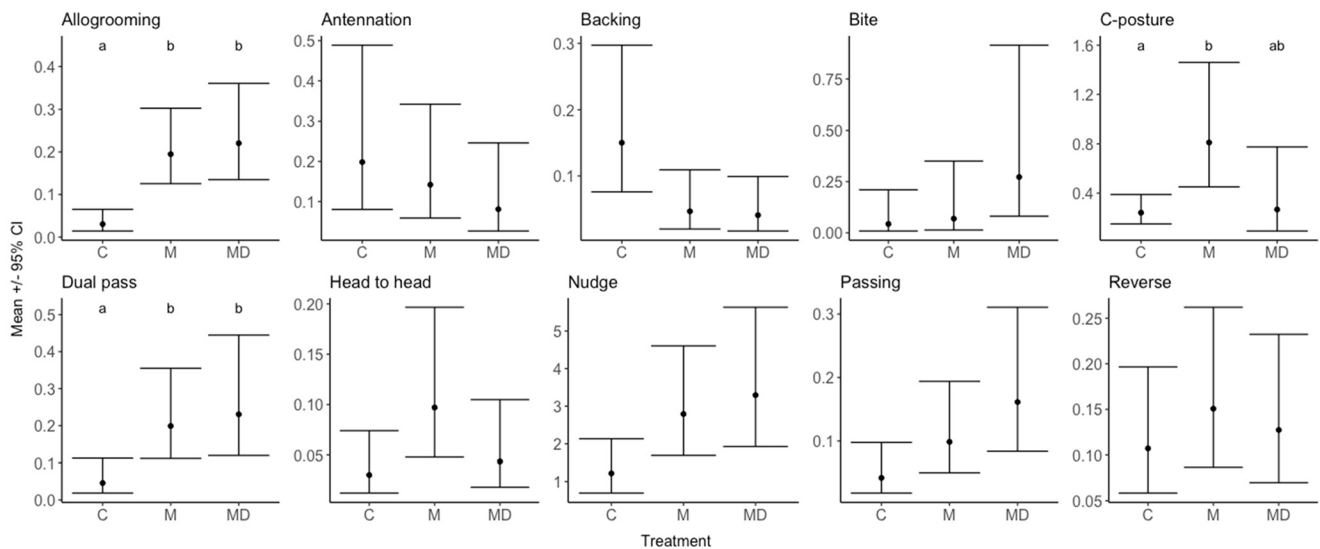 Allogrooming
Antennation
Backing
Bite
C-posture
a b b
a b ab
0.4
0.3
0.2
0.1
0.0
0.5
0.4
0.3
0.2
0.1
0.3
0.2
0.1
0.75
0.50
0.25
0.00
1.6
1.2
0.8
0.4
C M MD
C M MD
C M MD
C M MD
C M MD
Mean +/- 95% CI
Dual pass
Head to head
Nudge
Passing
Reverse
a b b
0.5
0.4
0.3
0.2
0.1
0.0
0.20
0.15
0.10
0.05
5
4
3
2
1
0.3
0.2
0.1
0.25
0.20
0.15
0.10
0.05
C M MD
C M MD
C M MD
C M MD
C M MD
Treatment